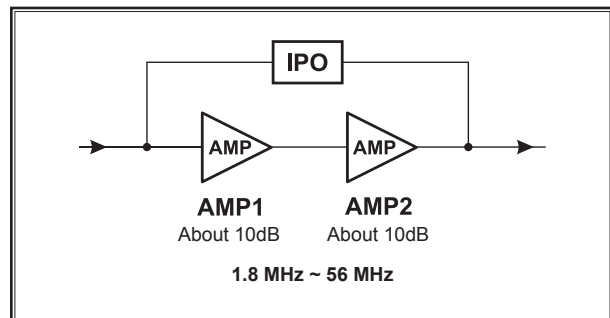 IPO
AMP AMP
AMP1 AMP2
About 10dB About 10dB
1.8 MHz ~ 56 MHz